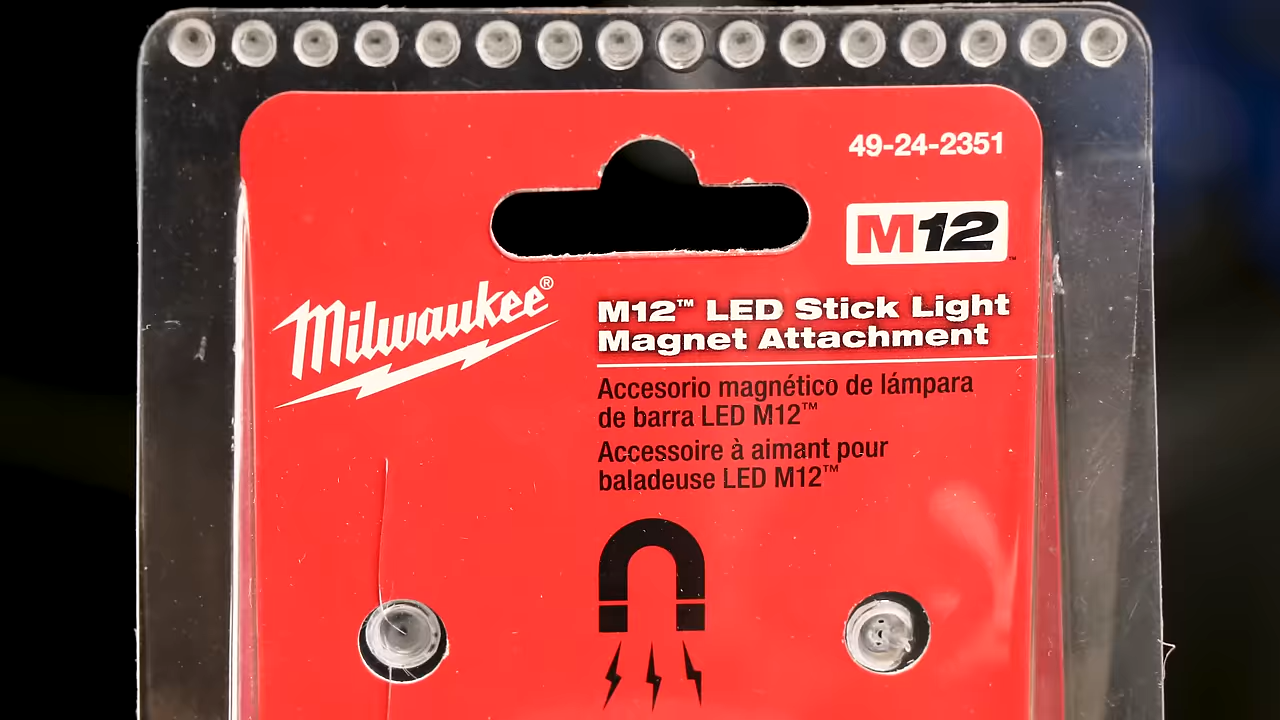 49-24-2351
M12™
Milwaukee®
M12™ LED Stick Light
Magnet Attachment
Accesorio magnético de lámpara
de barra LED M12™
Accessoire à aimant pour
baladeuse LED M12™